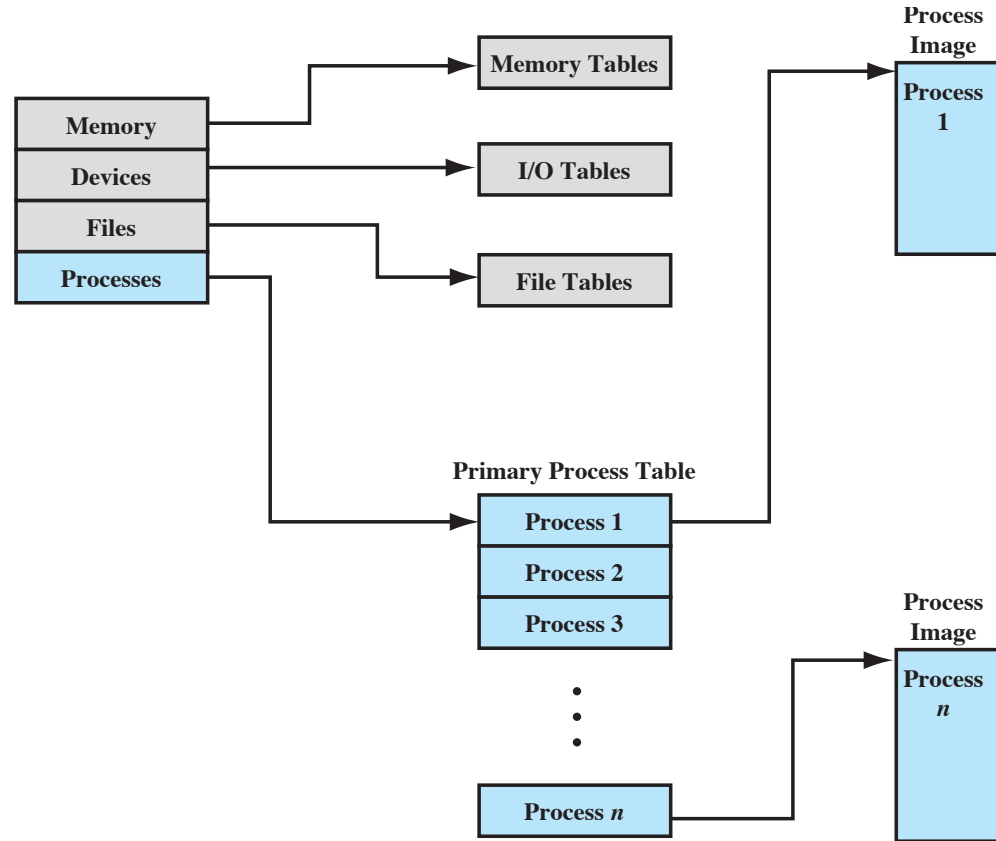 Memory
Devices
Files
Processes
Memory Tables
I/O Tables
File Tables
Primary Process Table
Process 1
Process 2
Process 3
Process n
Process
Image
Process
1
Process
Image
Process
n